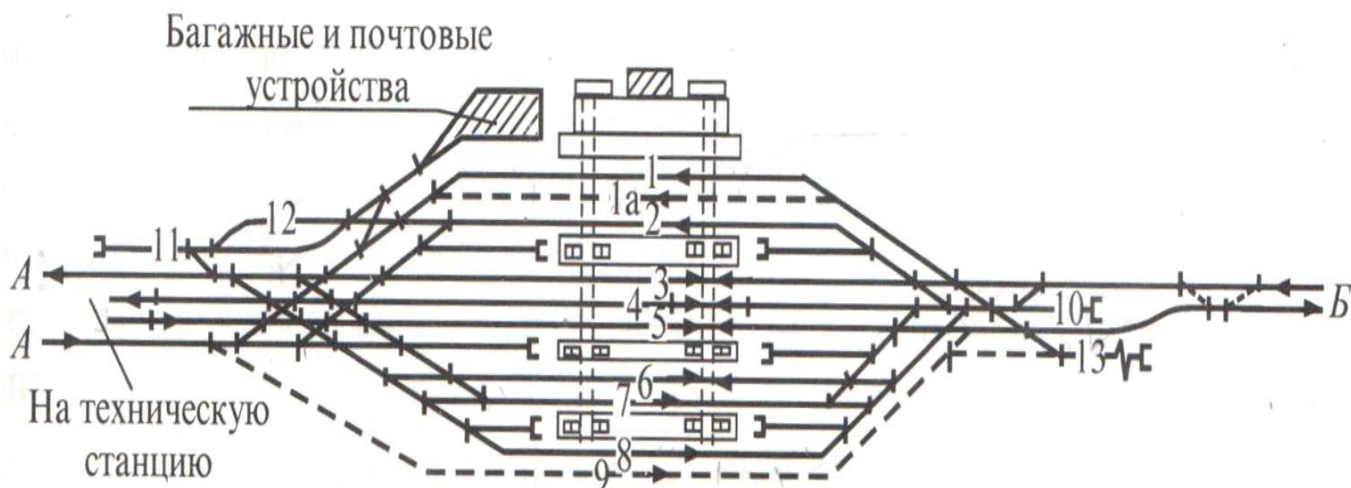 Багажные и почтовые
устройства
1
1а
2
12
11
А
3
4
10
Б
5
А
13
6
На техническую
станцию
7
8
9